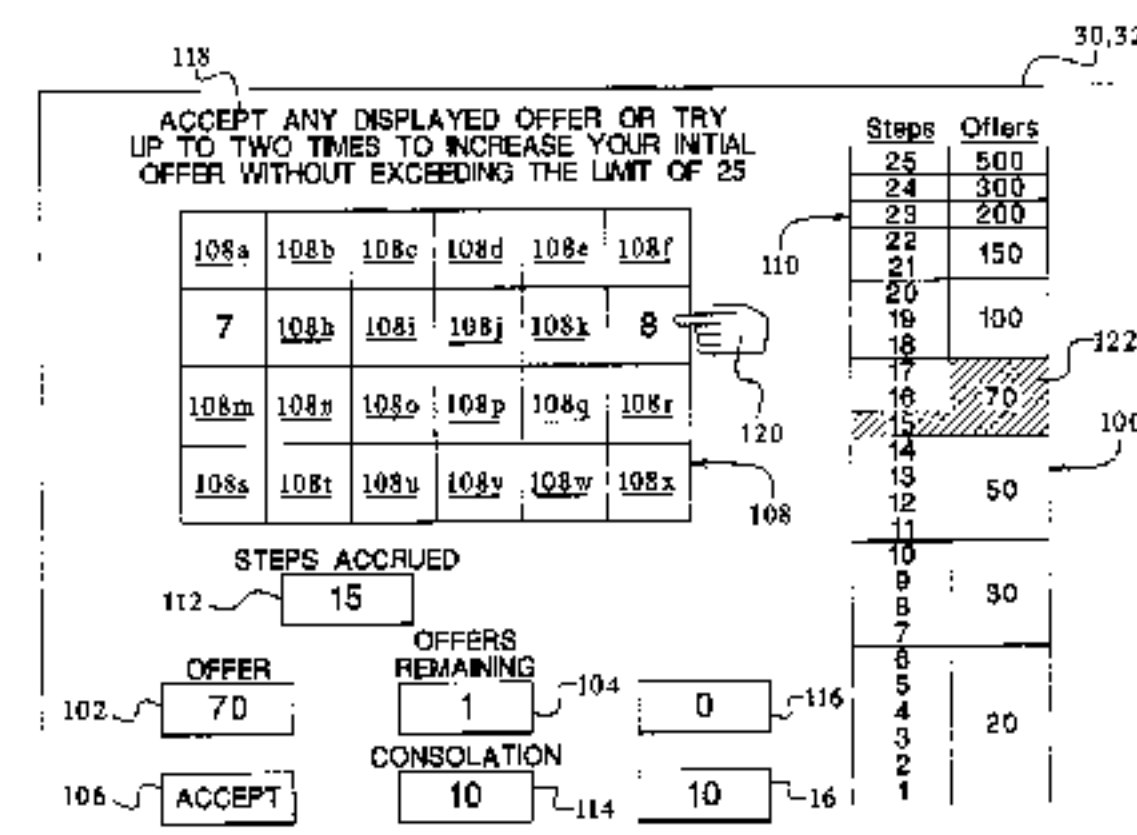 118
30,32
ACCEPT ANY DISPLAYED OFFER OR TRY
UP TO TWO TIMES TO INCREASE YOUR INITIAL
OFFER WITHOUT EXCEEDING THE LIMIT OF 25
108a 108b 108c 108d 108e 108f
7 108h 108i 108j 108k 8
108m 108n 108o 108p 108q 108r
108s 108t 108u 108v 108w 108x
120
108
STEPS ACCRUED
112 15
OFFER
102 70
OFFERS
REMAINING
1 104
0 116
106 ACCEPT
CONSOLATION
10 114
10 16
Steps Offers
25 500
24 300
23 200
110
22
21 150
20
19 100
18
17
16 70
15
122
100
14
13
12 50
11
10
9
8 30
7
6
5
4
3 20
2
1